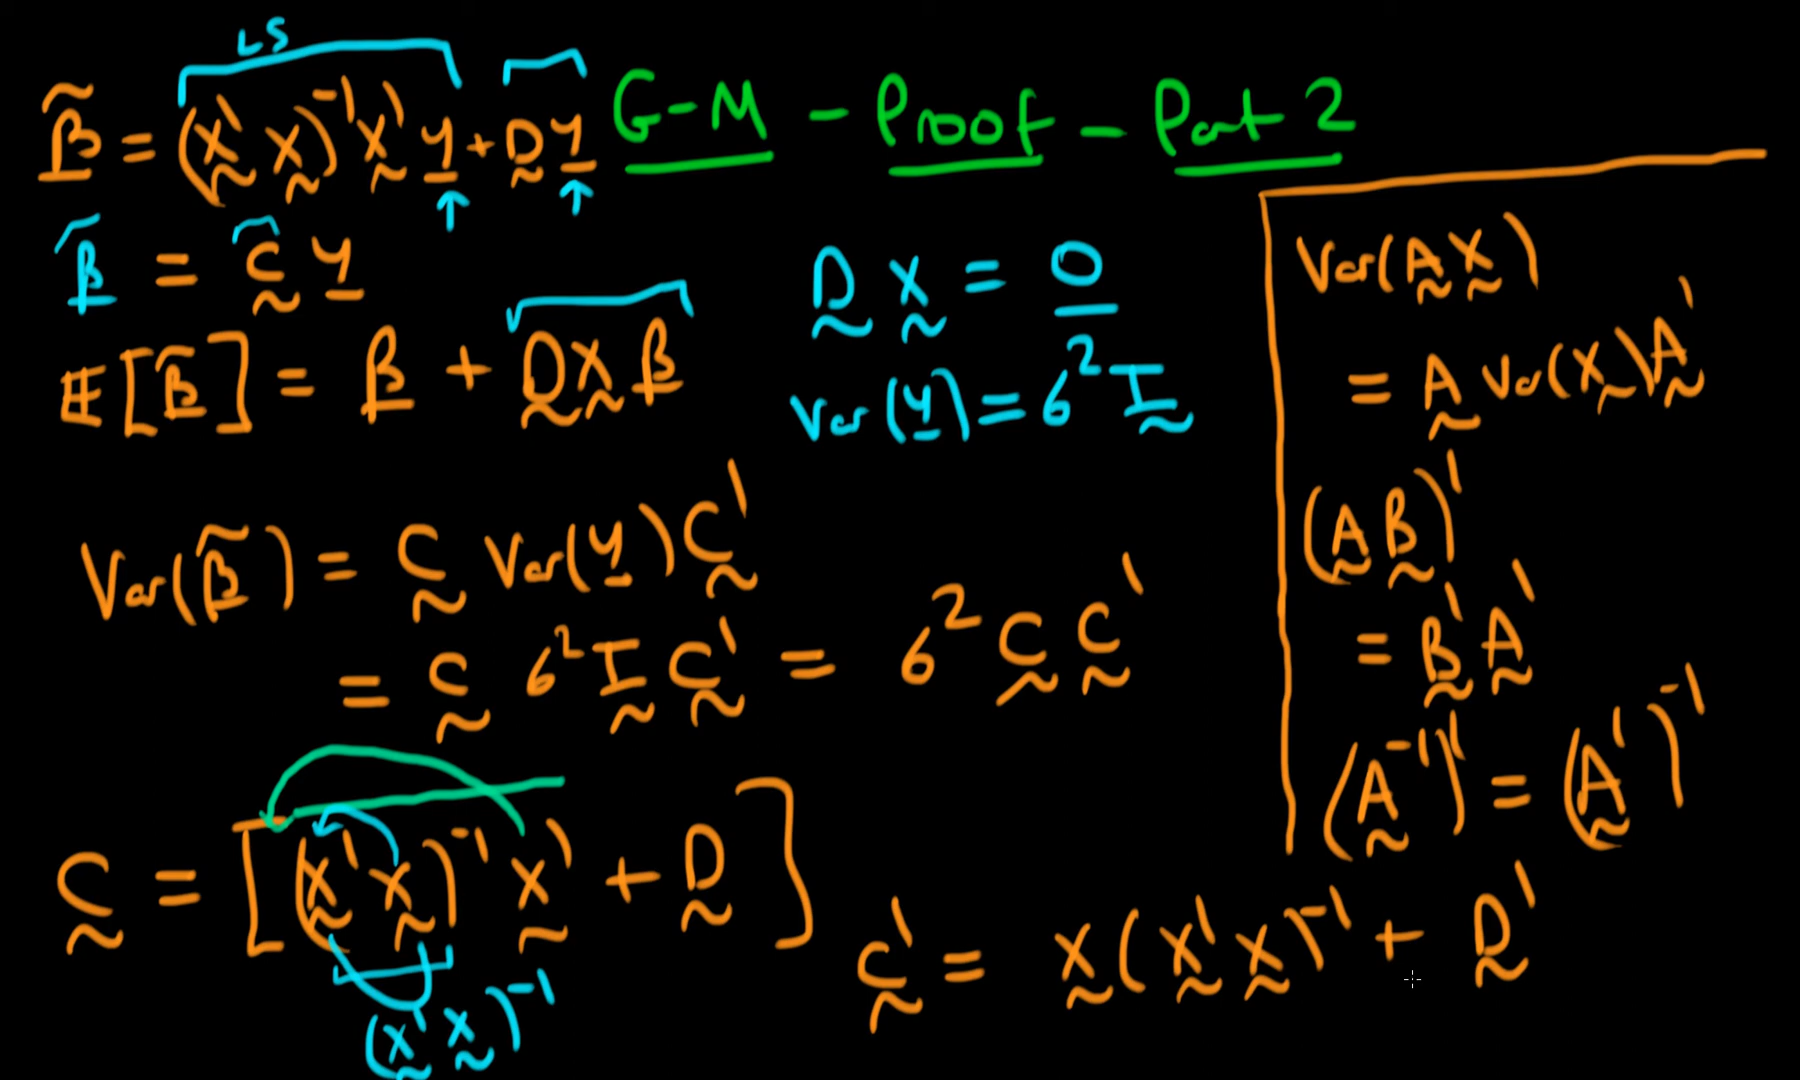 LS
β̃ = (X'X)⁻¹X'y + Dy
G-M - Proof - Part 2
β̃ = Cy
DX = 0
E[β̃] = β + DXβ
Var(y) = σ²I
Var(β̃) = C Var(y)C'
= C σ²I C' = σ² C C'
C = [(X'X)⁻¹X' + D]
(X'X)⁻¹
C' = X(X'X)⁻¹ + D'
Var(AX)
= A Var(X)A'
(AB)'
= B'A'
(A⁻¹)' = (A')⁻¹